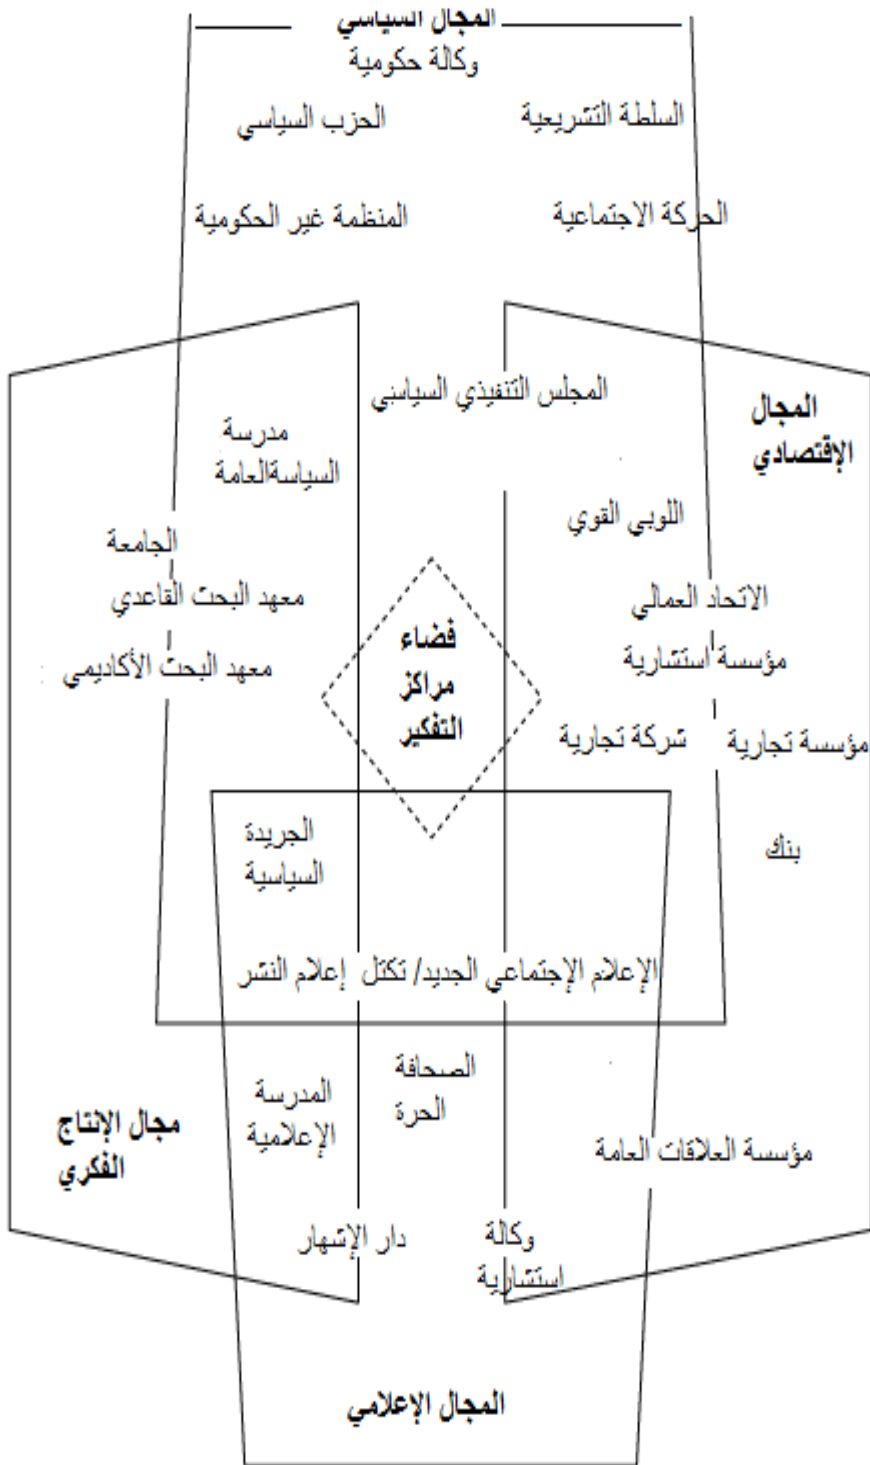 المجال السياسي
وكالة حكومية
السلطة التشريعية
الحزب السياسي
الحركة الاجتماعية
المنظمة غير الحكومية
المجلس التنفيذي السياسي
المجال
الإقتصادي
مدرسة
السياسةالعامة
اللوبي القوي
الجامعة
الاتحاد العمالي
معهد البحث القاعدي
مؤسسة استشارية
معهد البحث الأكاديمي
فضاء
مراكز
التفكير
مؤسسة تجارية
شركة تجارية
بنك
الجريدة
السياسية
الإعلام الإجتماعي الجديد/ تكتل إعلام النشر
الصحافة
الحرة
المدرسة
الإعلامية
مجال الإنتاج
الفكري
مؤسسة العلاقات العامة
وكالة
استشارية
دار الإشهار
المجال الإعلامي